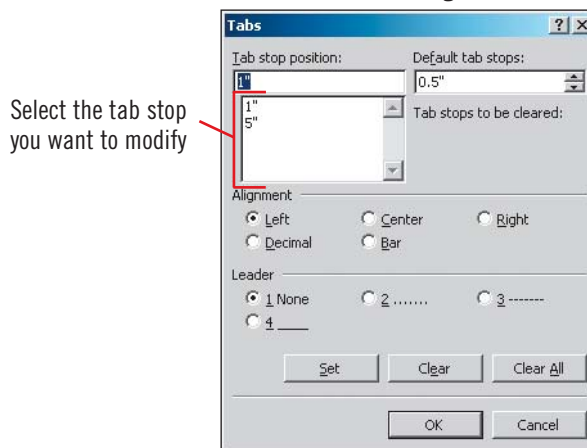 Tabs
Tab stop position: Default tab stops:
1" 0.5"
Select the tab stop
you want to modify
1"
5"
Tab stops to be cleared:
Alignment
Left Center Right
Decimal Bar
Leader
1 None 2 ....... 3 -------
4 ____
Set Clear Clear All
OK Cancel